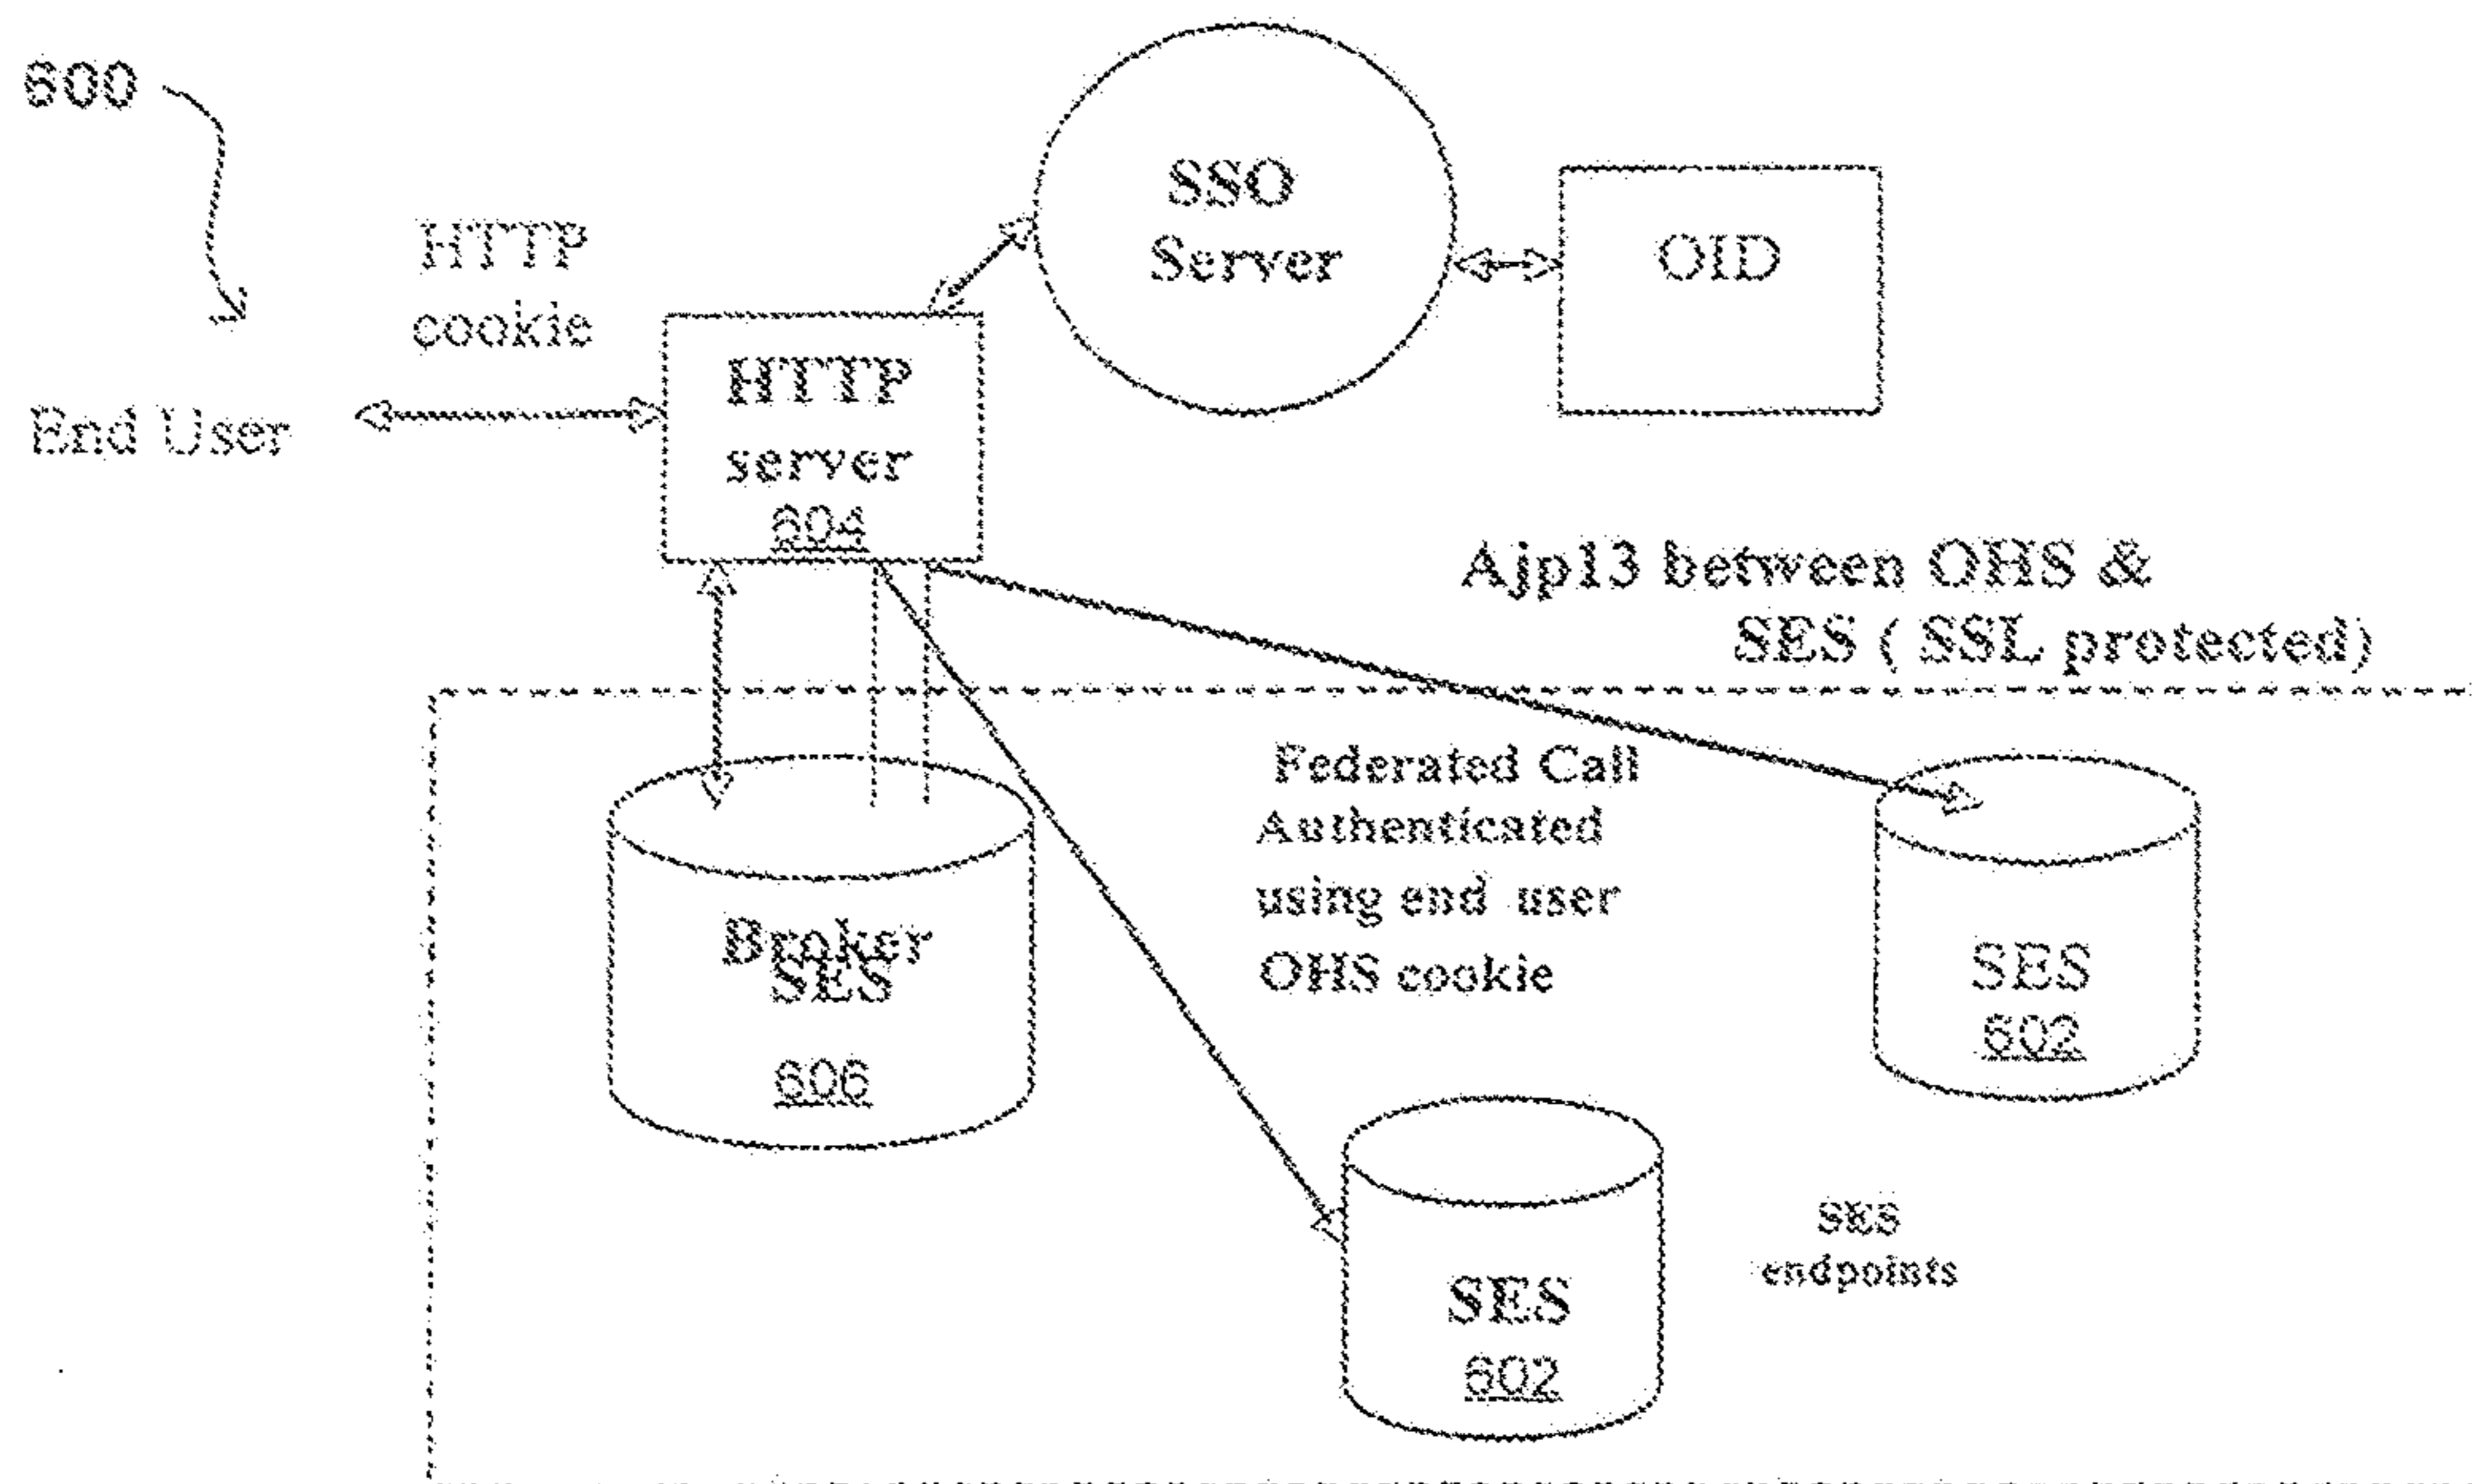 600
HTTP
cookie
End User
HTTP
server
604
SSO
Server
OID
Ajp13 between OHS &
SES ( SSL protected)
Federated Call
Authenticated
using end user
OHS cookie
Broker
SES
606
SES
602
SES
602
SES
endpoints